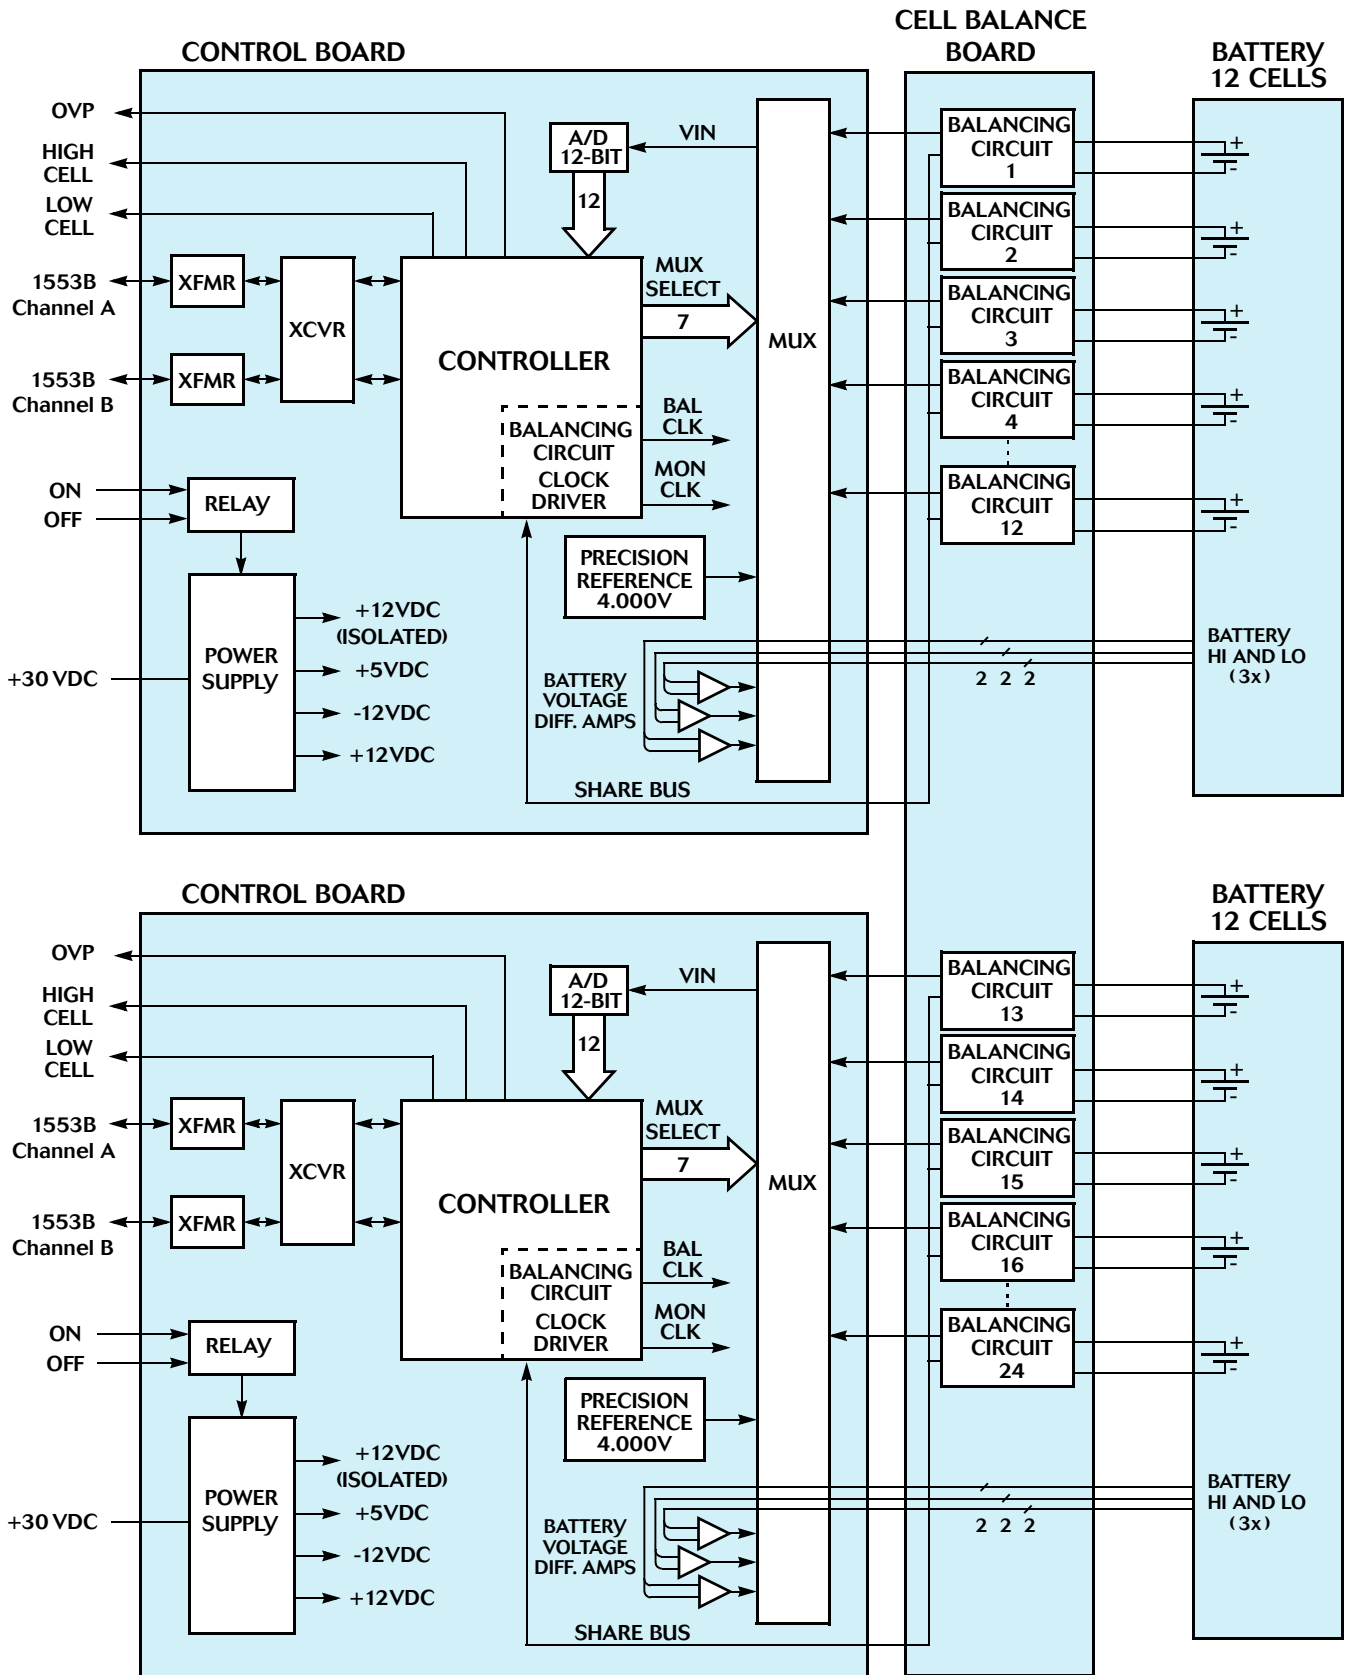 CELL BALANCE
BOARD
CONTROL BOARD
BATTERY
12 CELLS
OVP
HIGH
CELL
LOW
CELL
A/D
12-BIT
VIN
12
BALANCING
CIRCUIT
1
BALANCING
CIRCUIT
2
BALANCING
CIRCUIT
3
BALANCING
CIRCUIT
4
BALANCING
CIRCUIT
12
+
-
+
-
+
-
+
-
+
-
1553B
Channel A
XFMR
XCVR
1553B
Channel B
XFMR
CONTROLLER
MUX
SELECT
7
MUX
BALANCING
CIRCUIT
CLOCK
DRIVER
BAL
CLK
MON
CLK
ON
OFF
RELAY
PRECISION
REFERENCE
4.000V
+30 VDC
POWER
SUPPLY
+12VDC
(ISOLATED)
+5VDC
-12VDC
+12VDC
BATTERY
VOLTAGE
DIFF. AMPS
2 2 2
BATTERY
HI AND LO
(3x)
SHARE BUS
CONTROL BOARD
BATTERY
12 CELLS
OVP
HIGH
CELL
LOW
CELL
A/D
12-BIT
VIN
12
BALANCING
CIRCUIT
13
BALANCING
CIRCUIT
14
BALANCING
CIRCUIT
15
BALANCING
CIRCUIT
16
BALANCING
CIRCUIT
24
+
-
+
-
+
-
+
-
+
-
1553B
Channel A
XFMR
XCVR
1553B
Channel B
XFMR
CONTROLLER
MUX
SELECT
7
MUX
BALANCING
CIRCUIT
CLOCK
DRIVER
BAL
CLK
MON
CLK
ON
OFF
RELAY
PRECISION
REFERENCE
4.000V
+30 VDC
POWER
SUPPLY
+12VDC
(ISOLATED)
+5VDC
-12VDC
+12VDC
BATTERY
VOLTAGE
DIFF. AMPS
2 2 2
BATTERY
HI AND LO
(3x)
SHARE BUS